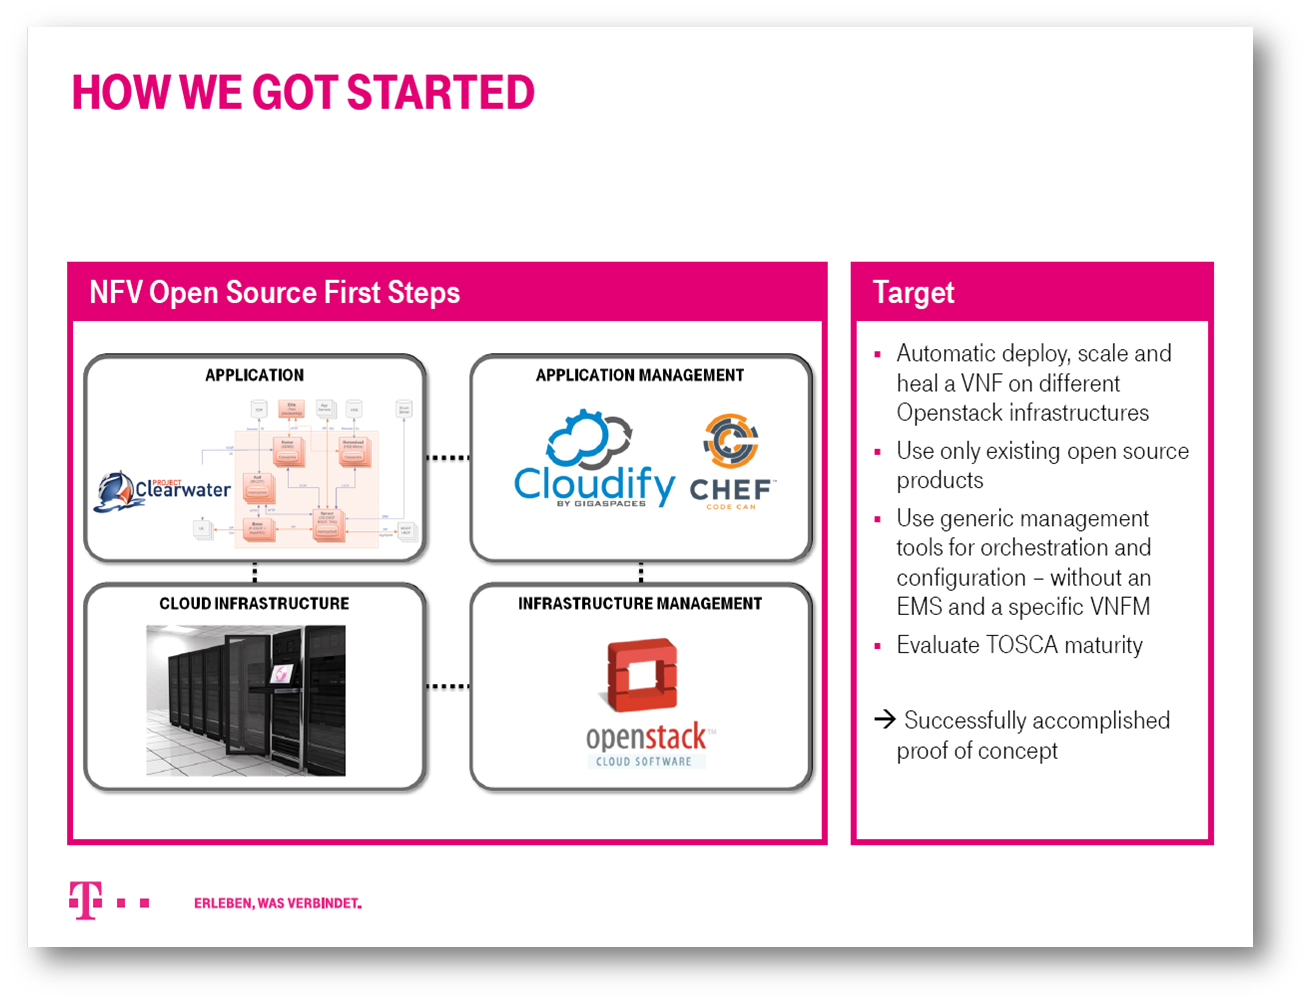 HOW WE GOT STARTED
NFV Open Source First Steps
APPLICATION
PROJECT
Clearwater
APPLICATION MANAGEMENT
Cloudify
BY GIGASPACES
CHEF™
CODE CAN
CLOUD INFRASTRUCTURE
INFRASTRUCTURE MANAGEMENT
openstack™
CLOUD SOFTWARE
Target
▪ Automatic deploy, scale and
heal a VNF on different
Openstack infrastructures
▪ Use only existing open source
products
▪ Use generic management
tools for orchestration and
configuration – without an
EMS and a specific VNFM
▪ Evaluate TOSCA maturity
→ Successfully accomplished
proof of concept
T
ERLEBEN, WAS VERBINDET.